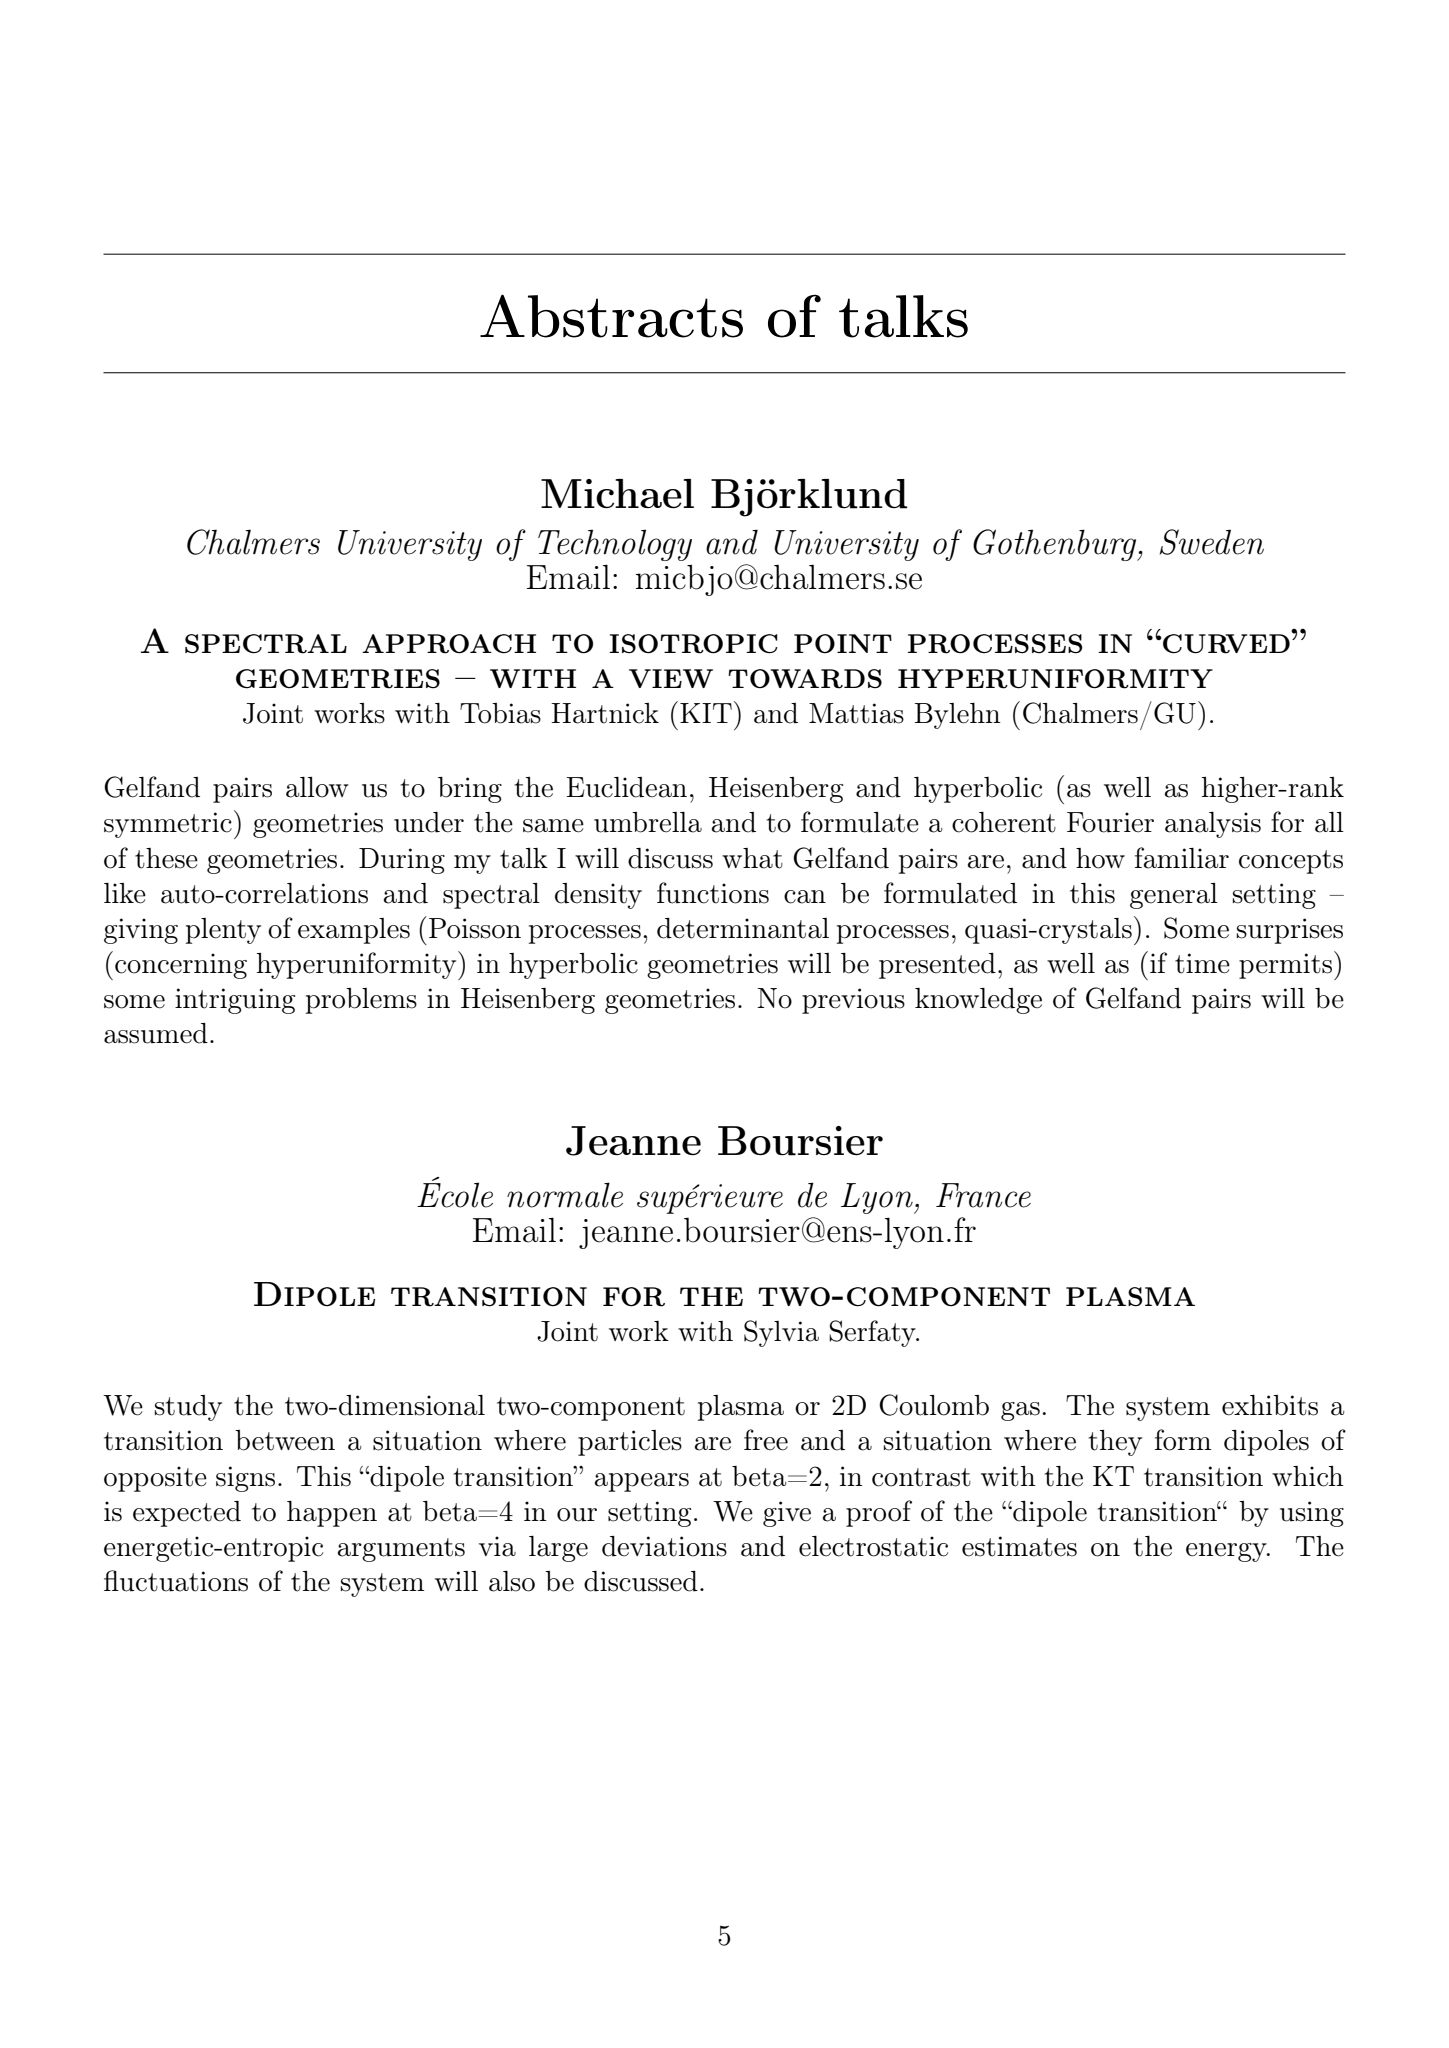 Abstracts of talks
Michael Björklund
Chalmers University of Technology and University of Gothenburg, Sweden
Email: micbjo@chalmers.se
A SPECTRAL APPROACH TO ISOTROPIC POINT PROCESSES IN “CURVED”
GEOMETRIES – WITH A VIEW TOWARDS HYPERUNIFORMITY
Joint works with Tobias Hartnick (KIT) and Mattias Bylehn (Chalmers/GU).
Gelfand pairs allow us to bring the Euclidean, Heisenberg and hyperbolic (as well as higher-rank
symmetric) geometries under the same umbrella and to formulate a coherent Fourier analysis for all
of these geometries. During my talk I will discuss what Gelfand pairs are, and how familiar concepts
like auto-correlations and spectral density functions can be formulated in this general setting –
giving plenty of examples (Poisson processes, determinantal processes, quasi-crystals). Some surprises
(concerning hyperuniformity) in hyperbolic geometries will be presented, as well as (if time permits)
some intriguing problems in Heisenberg geometries. No previous knowledge of Gelfand pairs will be
assumed.
Jeanne Boursier
École normale supérieure de Lyon, France
Email: jeanne.boursier@ens-lyon.fr
DIPOLE TRANSITION FOR THE TWO-COMPONENT PLASMA
Joint work with Sylvia Serfaty.
We study the two-dimensional two-component plasma or 2D Coulomb gas. The system exhibits a
transition between a situation where particles are free and a situation where they form dipoles of
opposite signs. This “dipole transition” appears at beta=2, in contrast with the KT transition which
is expected to happen at beta=4 in our setting. We give a proof of the “dipole transition“ by using
energetic-entropic arguments via large deviations and electrostatic estimates on the energy. The
fluctuations of the system will also be discussed.
5